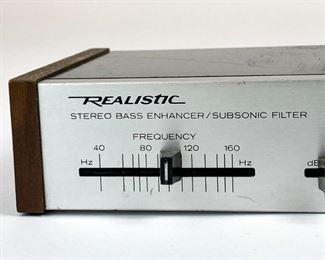 REALISTIC
STEREO BASS ENHANCER/SUBSONIC FILTER
FREQUENCY
Hz 40 80 120 160 Hz dB